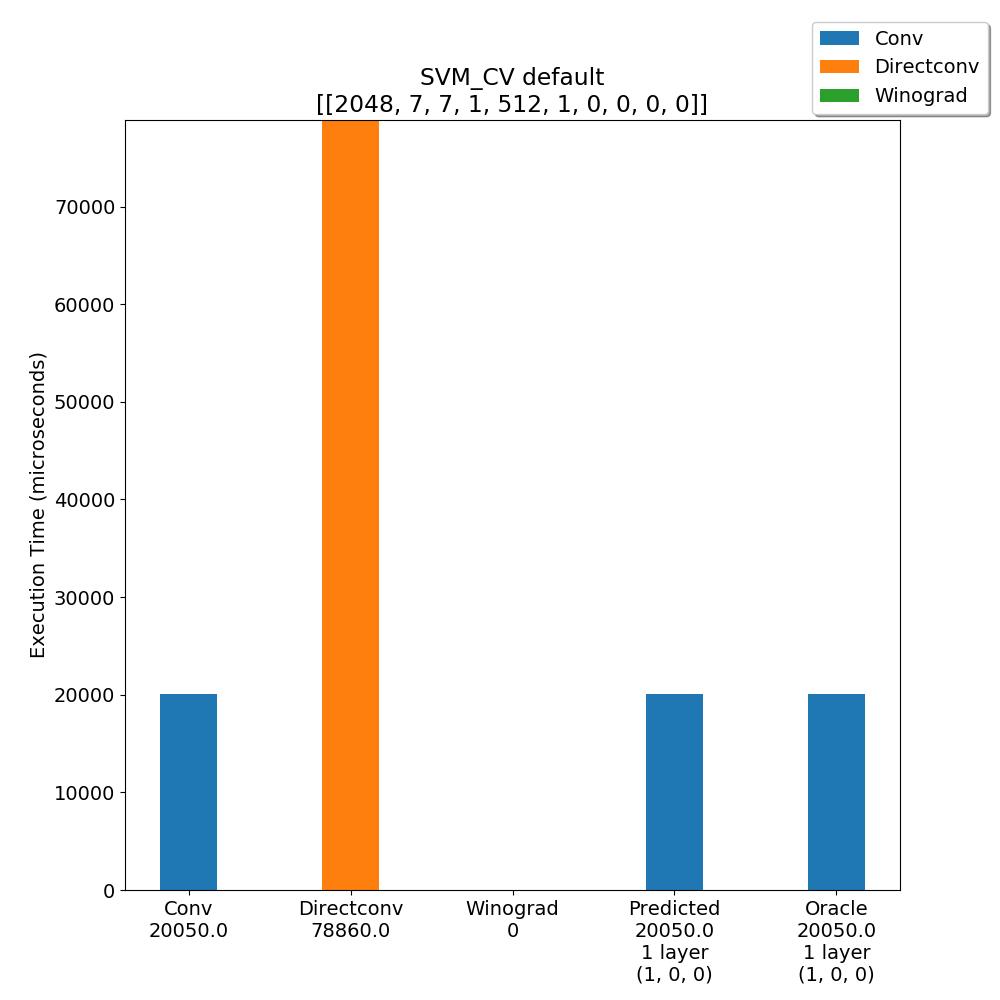 Conv
Directconv
Winograd
SVM_CV default
[[2048, 7, 7, 1, 512, 1, 0, 0, 0, 0]]
Execution Time (microseconds)
70000
60000
50000
40000
30000
20000
10000
0
Conv
20050.0
Directconv
78860.0
Winograd
0
Predicted
20050.0
1 layer
(1, 0, 0)
Oracle
20050.0
1 layer
(1, 0, 0)